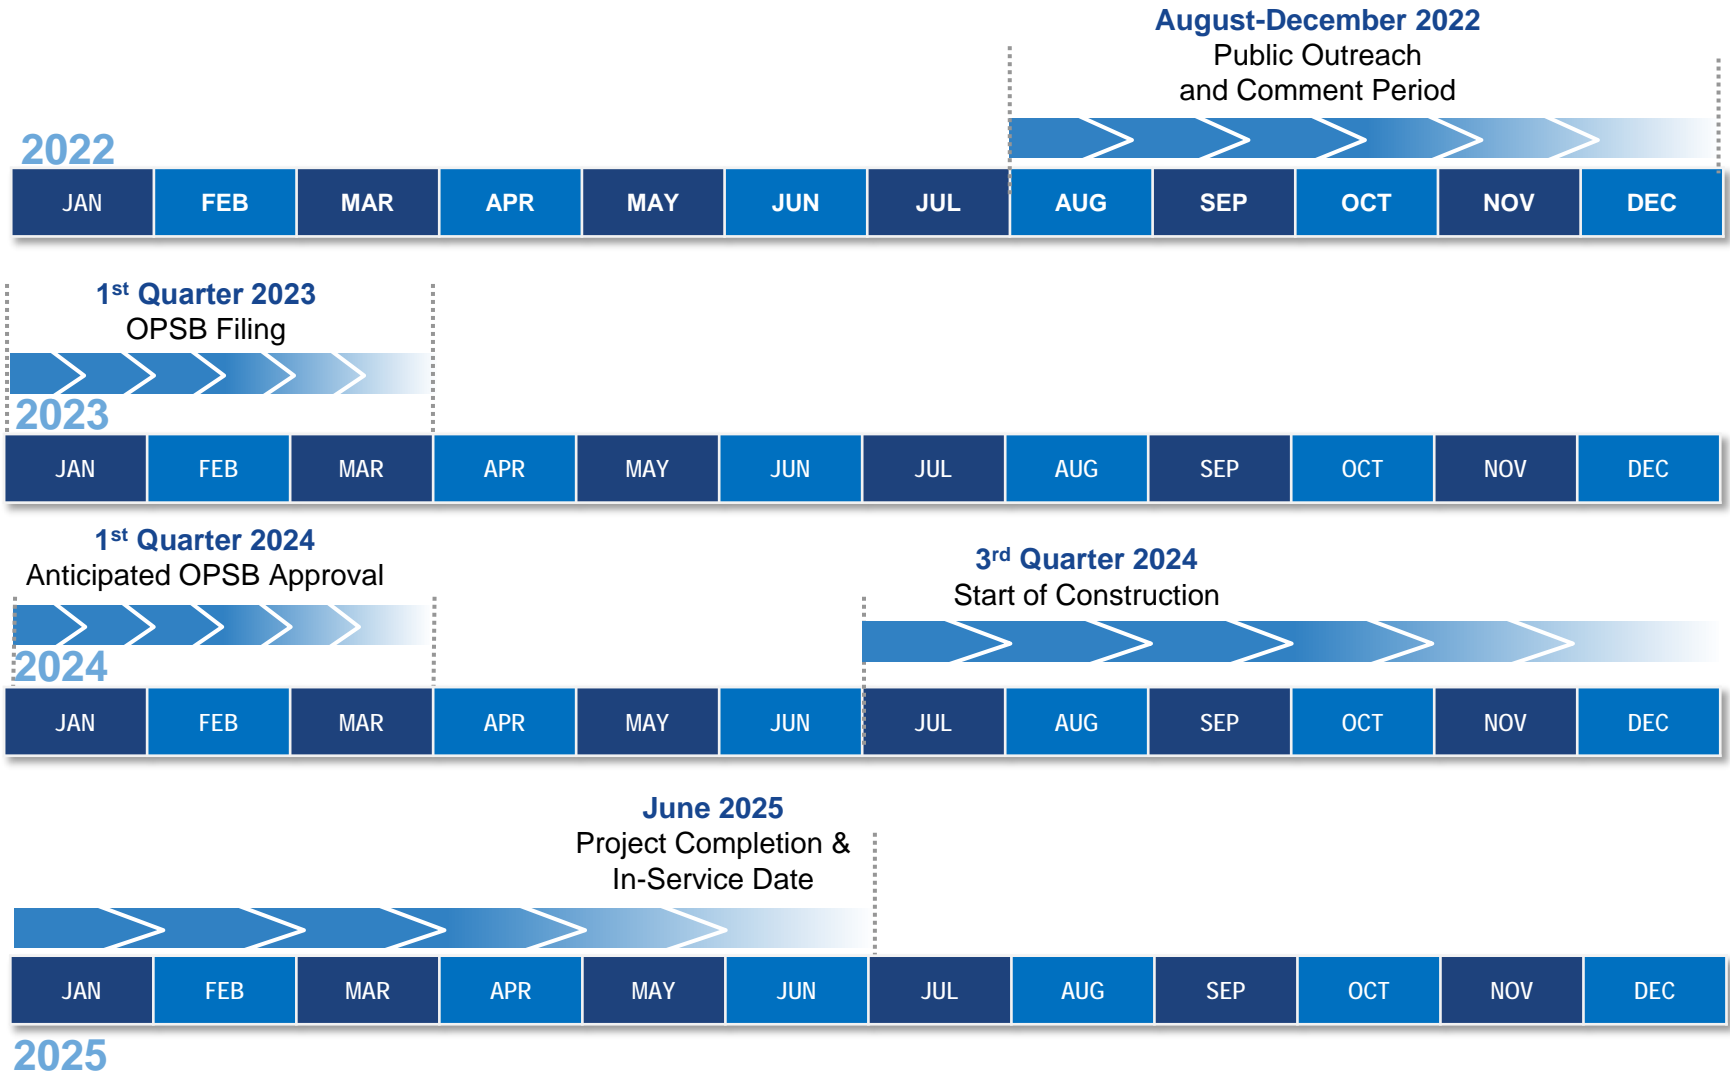 August-December 2022
Public Outreach
and Comment Period
2022
JAN FEB MAR APR MAY JUN JUL AUG SEP OCT NOV DEC
1st Quarter 2023
OPSB Filing
2023
JAN FEB MAR APR MAY JUN JUL AUG SEP OCT NOV DEC
1st Quarter 2024
Anticipated OPSB Approval
3rd Quarter 2024
Start of Construction
2024
JAN FEB MAR APR MAY JUN JUL AUG SEP OCT NOV DEC
June 2025
Project Completion &
In-Service Date
JAN FEB MAR APR MAY JUN JUL AUG SEP OCT NOV DEC
2025